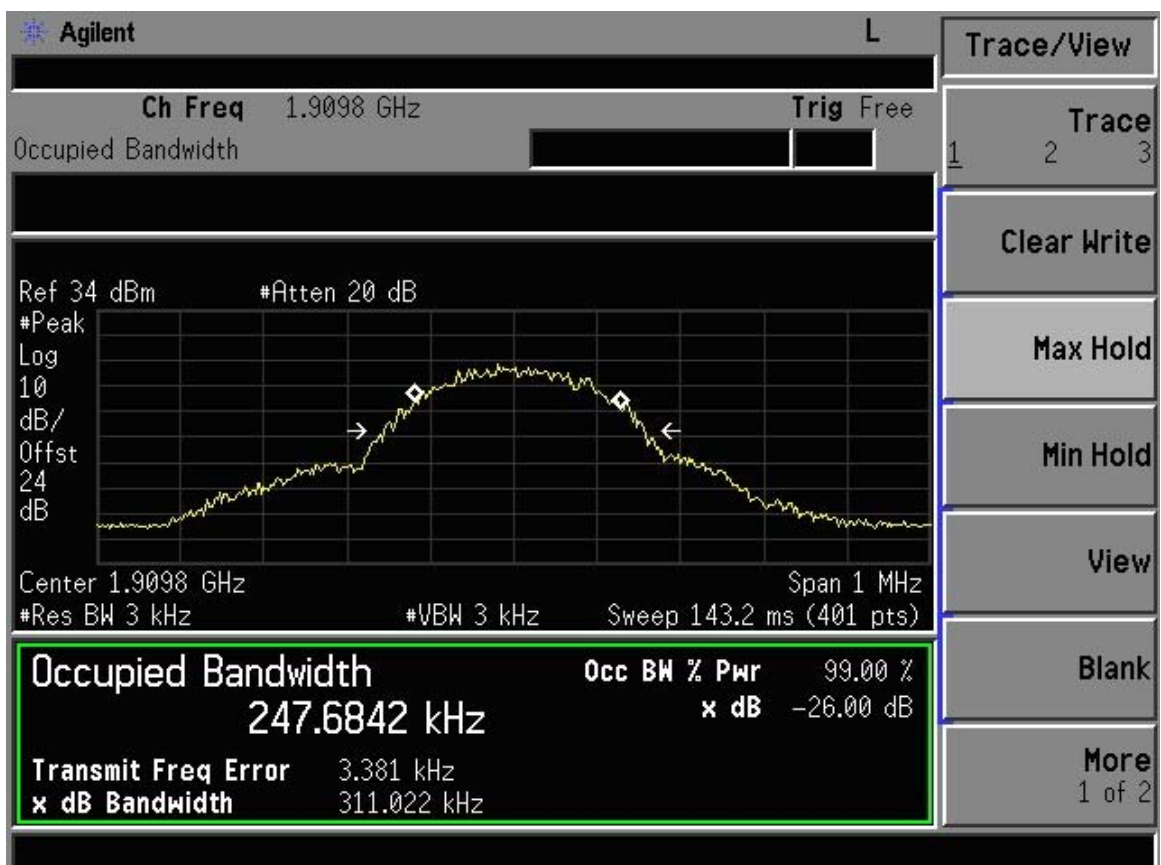 Agilent L
Trace/View
Ch Freq 1.9098 GHz Trig Free
Occupied Bandwidth
Trace
1 2 3
Clear Write
Max Hold
Min Hold
View
Blank
More
1 of 2
Ref 34 dBm #Atten 20 dB
#Peak
Log
10
dB/
Offst
24
dB
Center 1.9098 GHz Span 1 MHz
#Res BW 3 kHz #VBW 3 kHz Sweep 143.2 ms (401 pts)
Occupied Bandwidth Occ BW % Pwr 99.00 %
247.6842 kHz x dB -26.00 dB
Transmit Freq Error 3.381 kHz
x dB Bandwidth 311.022 kHz